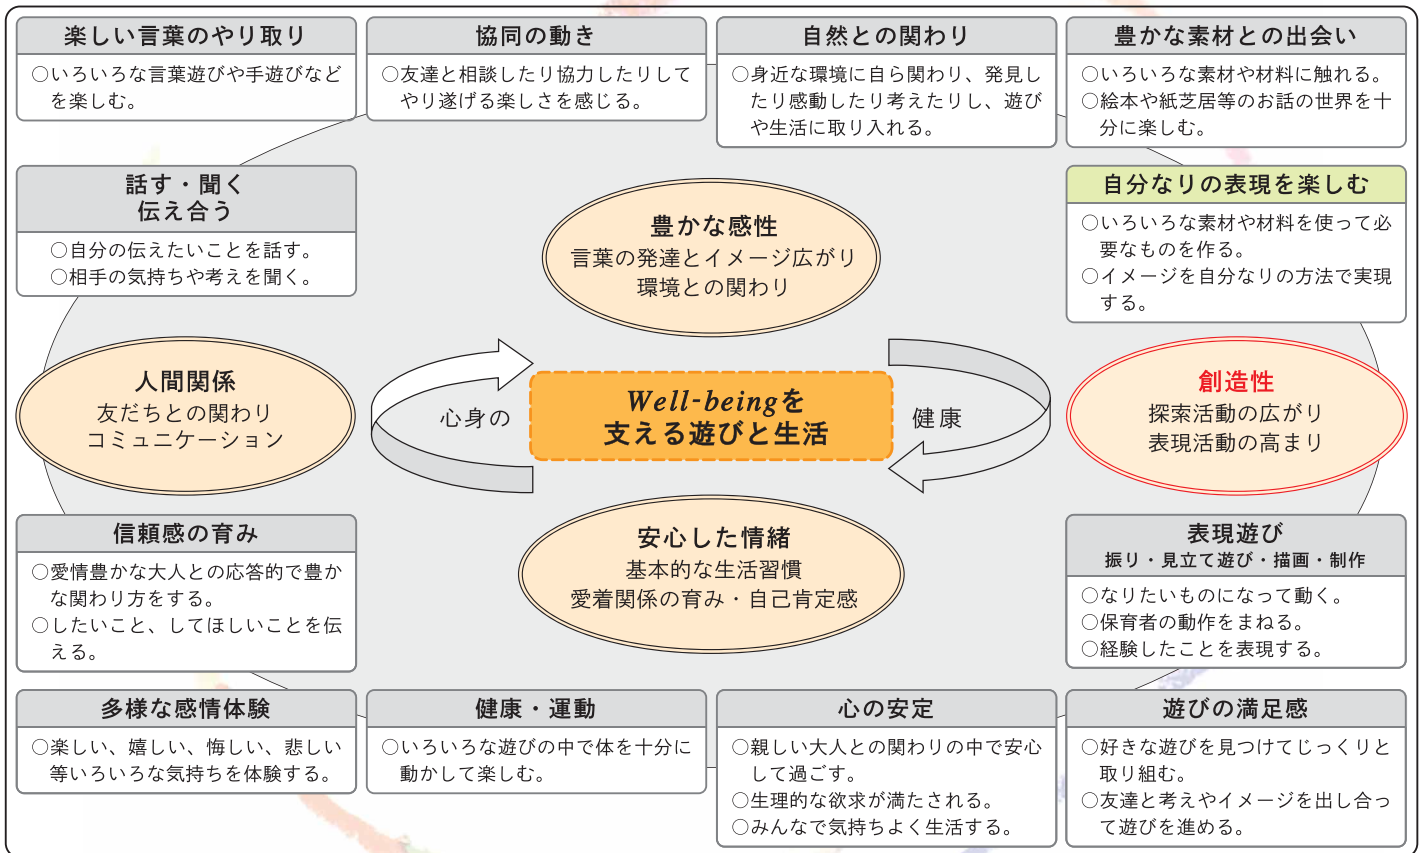 楽しい言葉のやり取り
○いろいろな言葉遊びや手遊びなど
を楽しむ。
協同の動き
○友達と相談したり協力したりして
やり遂げる楽しさを感じる。
自然との関わり
○身近な環境に自ら関わり、発見し
たり感動したり考えたりし、遊び
や生活に取り入れる。
豊かな素材との出会い
○いろいろな素材や材料に触れる。
○絵本や紙芝居等のお話の世界を十
分に楽しむ。
話す・聞く
伝え合う
○自分の伝えたいことを話す。
○相手の気持ちや考えを聞く。
豊かな感性
言葉の発達とイメージ広がり
環境との関わり
自分なりの表現を楽しむ
○いろいろな素材や材料を使って必
要なものを作る。
○イメージを自分なりの方法で実現
する。
人間関係
友だちとの関わり
コミュニケーション
心身の
Well-beingを
支える遊びと生活
健康
創造性
探索活動の広がり
表現活動の高まり
安心した情緒
基本的な生活習慣
愛着関係の育み・自己肯定感
信頼感の育み
○愛情豊かな大人との応答的で豊か
な関わり方をする。
○したいこと、してほしいことを伝
える。
表現遊び
振り・見立て遊び・描画・制作
○なりたいものになって動く。
○保育者の動作をまねる。
○経験したことを表現する。
多様な感情体験
○楽しい、嬉しい、悔しい、悲しい
等いろいろな気持ちを体験する。
健康・運動
○いろいろな遊びの中で体を十分に
動かして楽しむ。
心の安定
○親しい大人との関わりの中で安心
して過ごす。
○生理的な欲求が満たされる。
○みんなで気持ちよく生活する。
遊びの満足感
○好きな遊びを見つけてじっくりと
取り組む。
○友達と考えやイメージを出し合っ
て遊びを進める。